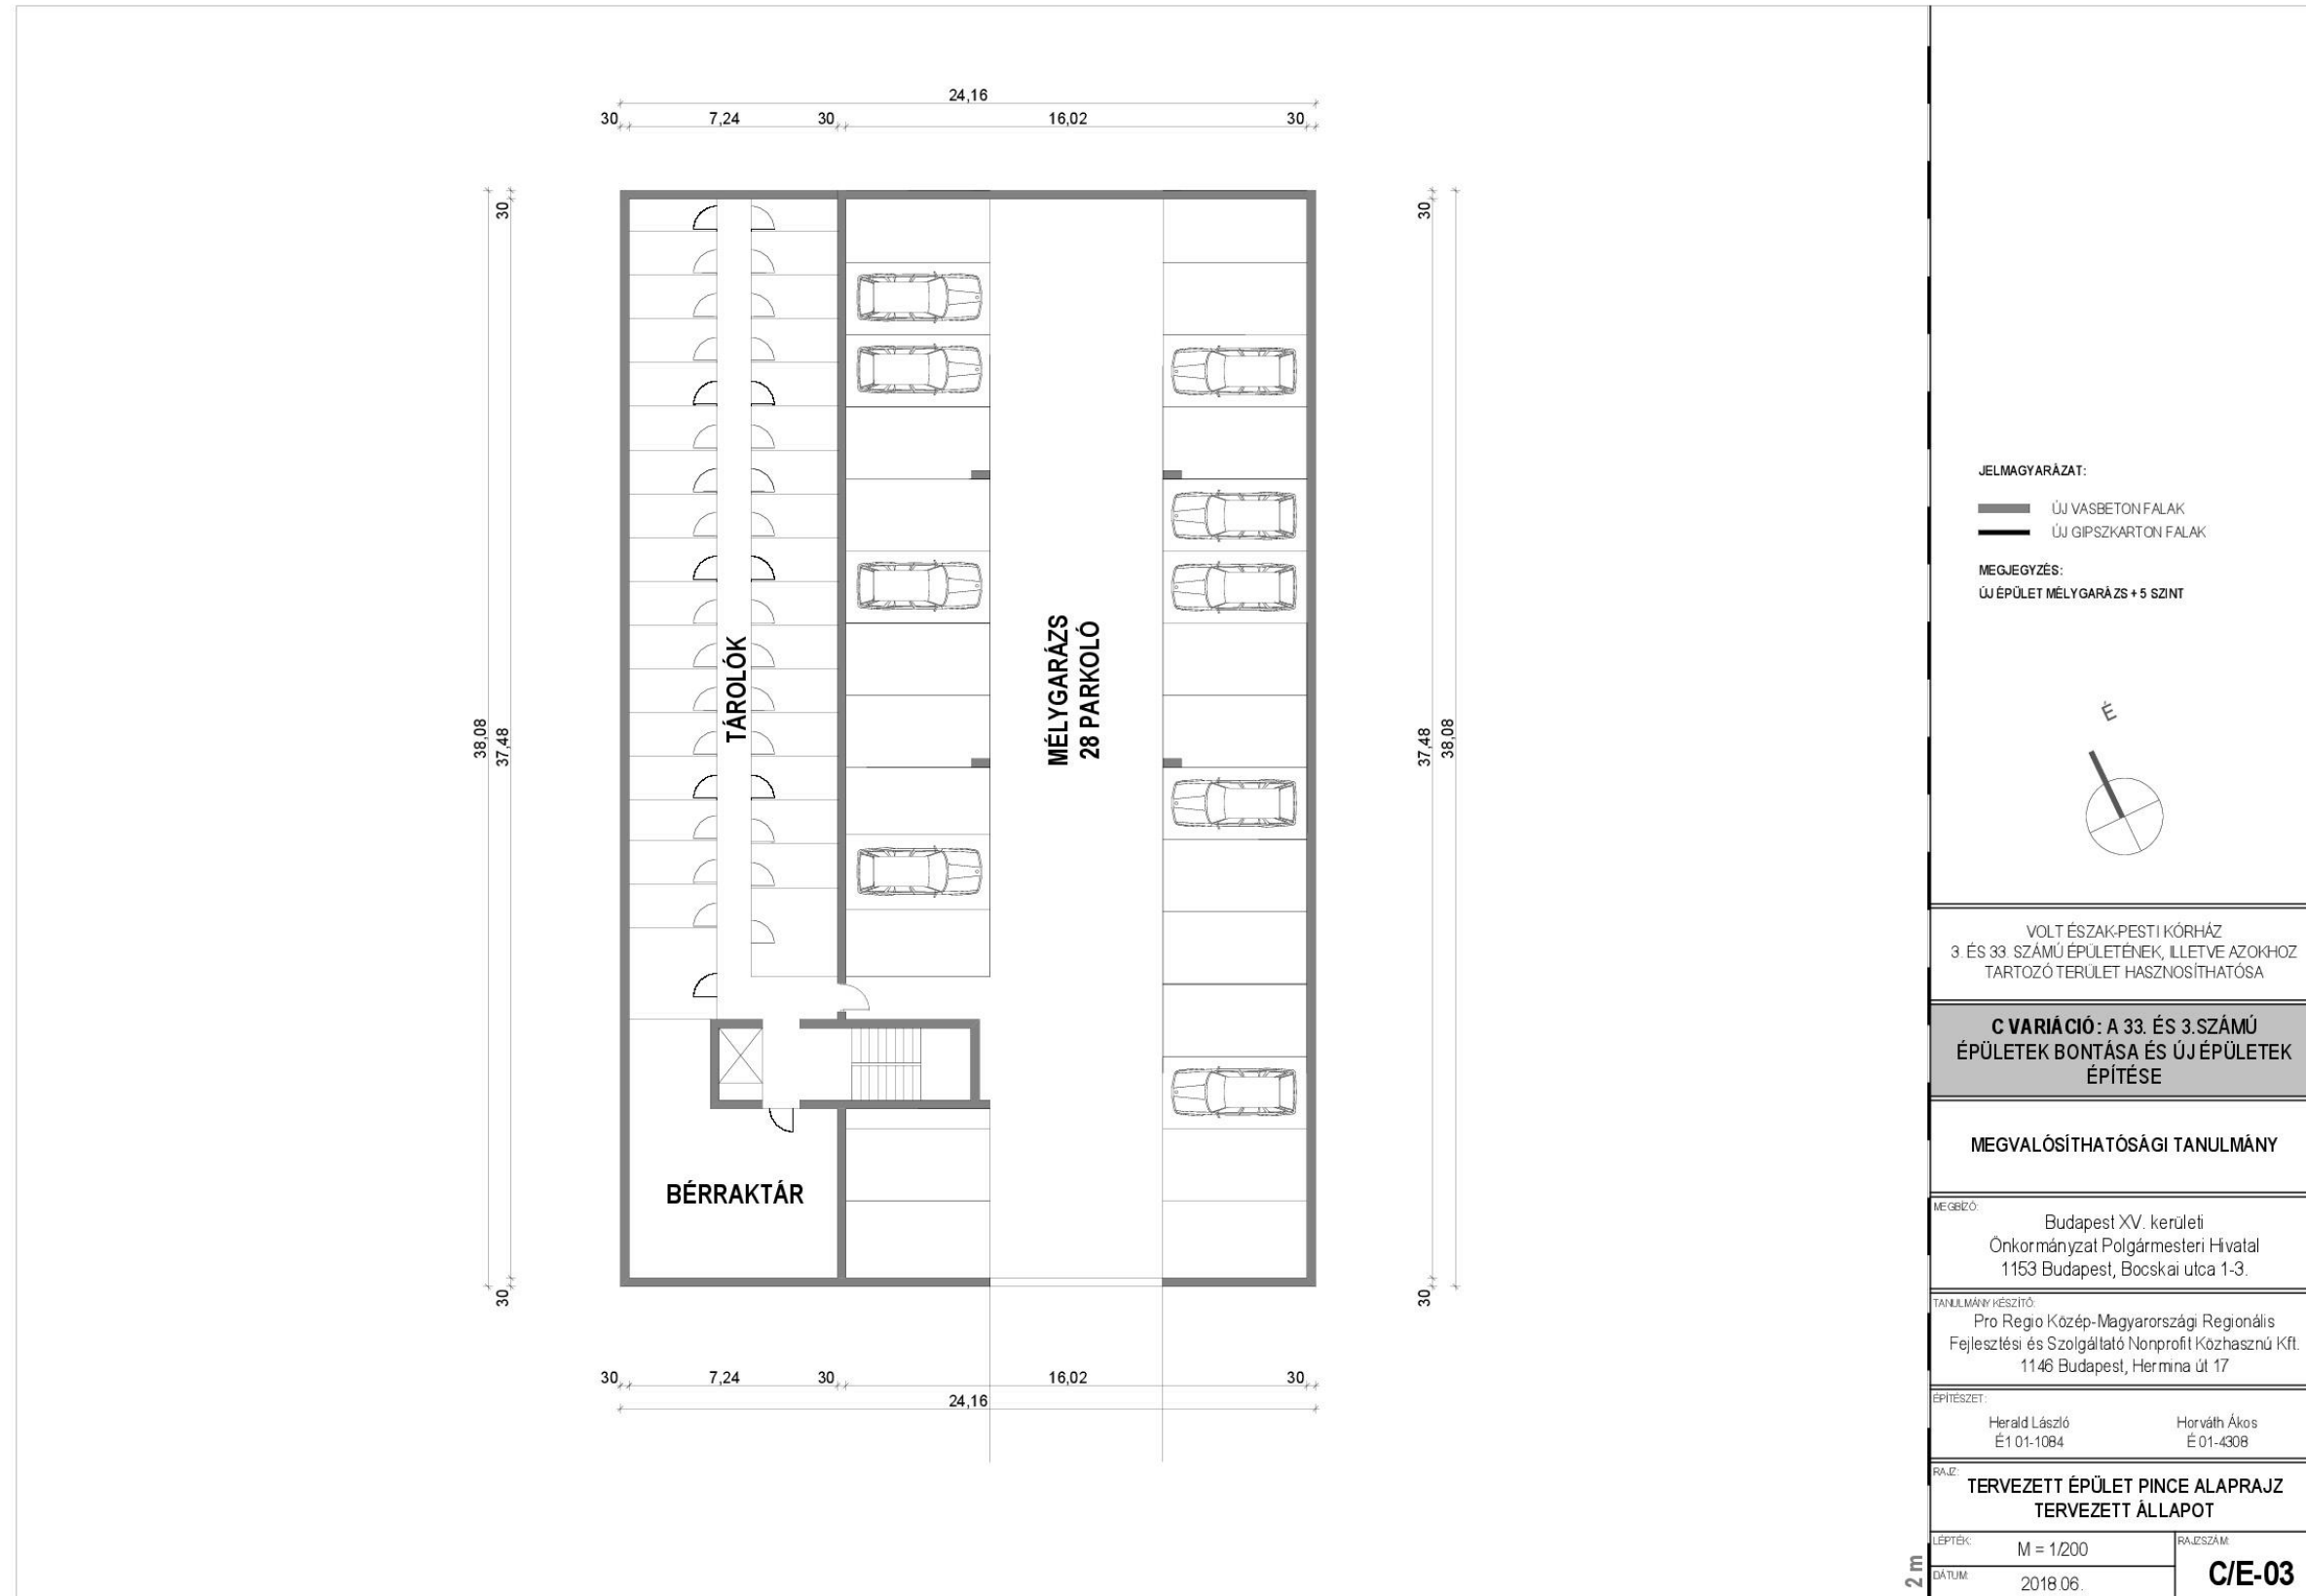 24,16
30 7,24 30 16,02 30
30
30
38,08
37,48
37,48
38,08
TÁROLÓK
MÉLYGARÁZS
28 PARKOLÓ
BÉRRAKTÁR
30
30
30 7,24 30 16,02 30
24,16
JELMAGYARÁZAT:
ÚJ VASBETON FALAK
ÚJ GIPSZKARTON FALAK
MEGJEGYZÉS:
ÚJ ÉPÜLET MÉLYGARÁZS + 5 SZINT
É
VOLT ÉSZAK-PESTI KÓRHÁZ
3. ÉS 33. SZÁMÚ ÉPÜLETÉNEK, ILLETVE AZOKHOZ
TARTOZÓ TERÜLET HASZNOSÍTHATÓSA
C VARIÁCIÓ: A 33. ÉS 3.SZÁMÚ
ÉPÜLETEK BONTÁSA ÉS ÚJ ÉPÜLETEK
ÉPÍTÉSE
MEGVALÓSÍTHATÓSÁGI TANULMÁNY
MEGBÍZÓ:
Budapest XV. kerületi
Önkormányzat Polgármesteri Hivatal
1153 Budapest, Bocskai utca 1-3.
TANULMÁNY KÉSZÍTŐ:
Pro Regio Közép-Magyarországi Regionális
Fejlesztési és Szolgáltató Nonprofit Közhasznú Kft.
1146 Budapest, Hermina út 17
ÉPÍTÉSZET:
Herald László Horváth Ákos
É1 01-1084 É 01-4308
RAJZ:
TERVEZETT ÉPÜLET PINCE ALAPRAJZ
TERVEZETT ÁLLAPOT
LÉPTÉK: M = 1/200
RAJZSZÁM:
C/E-03
DÁTUM: 2018.06.
2 m